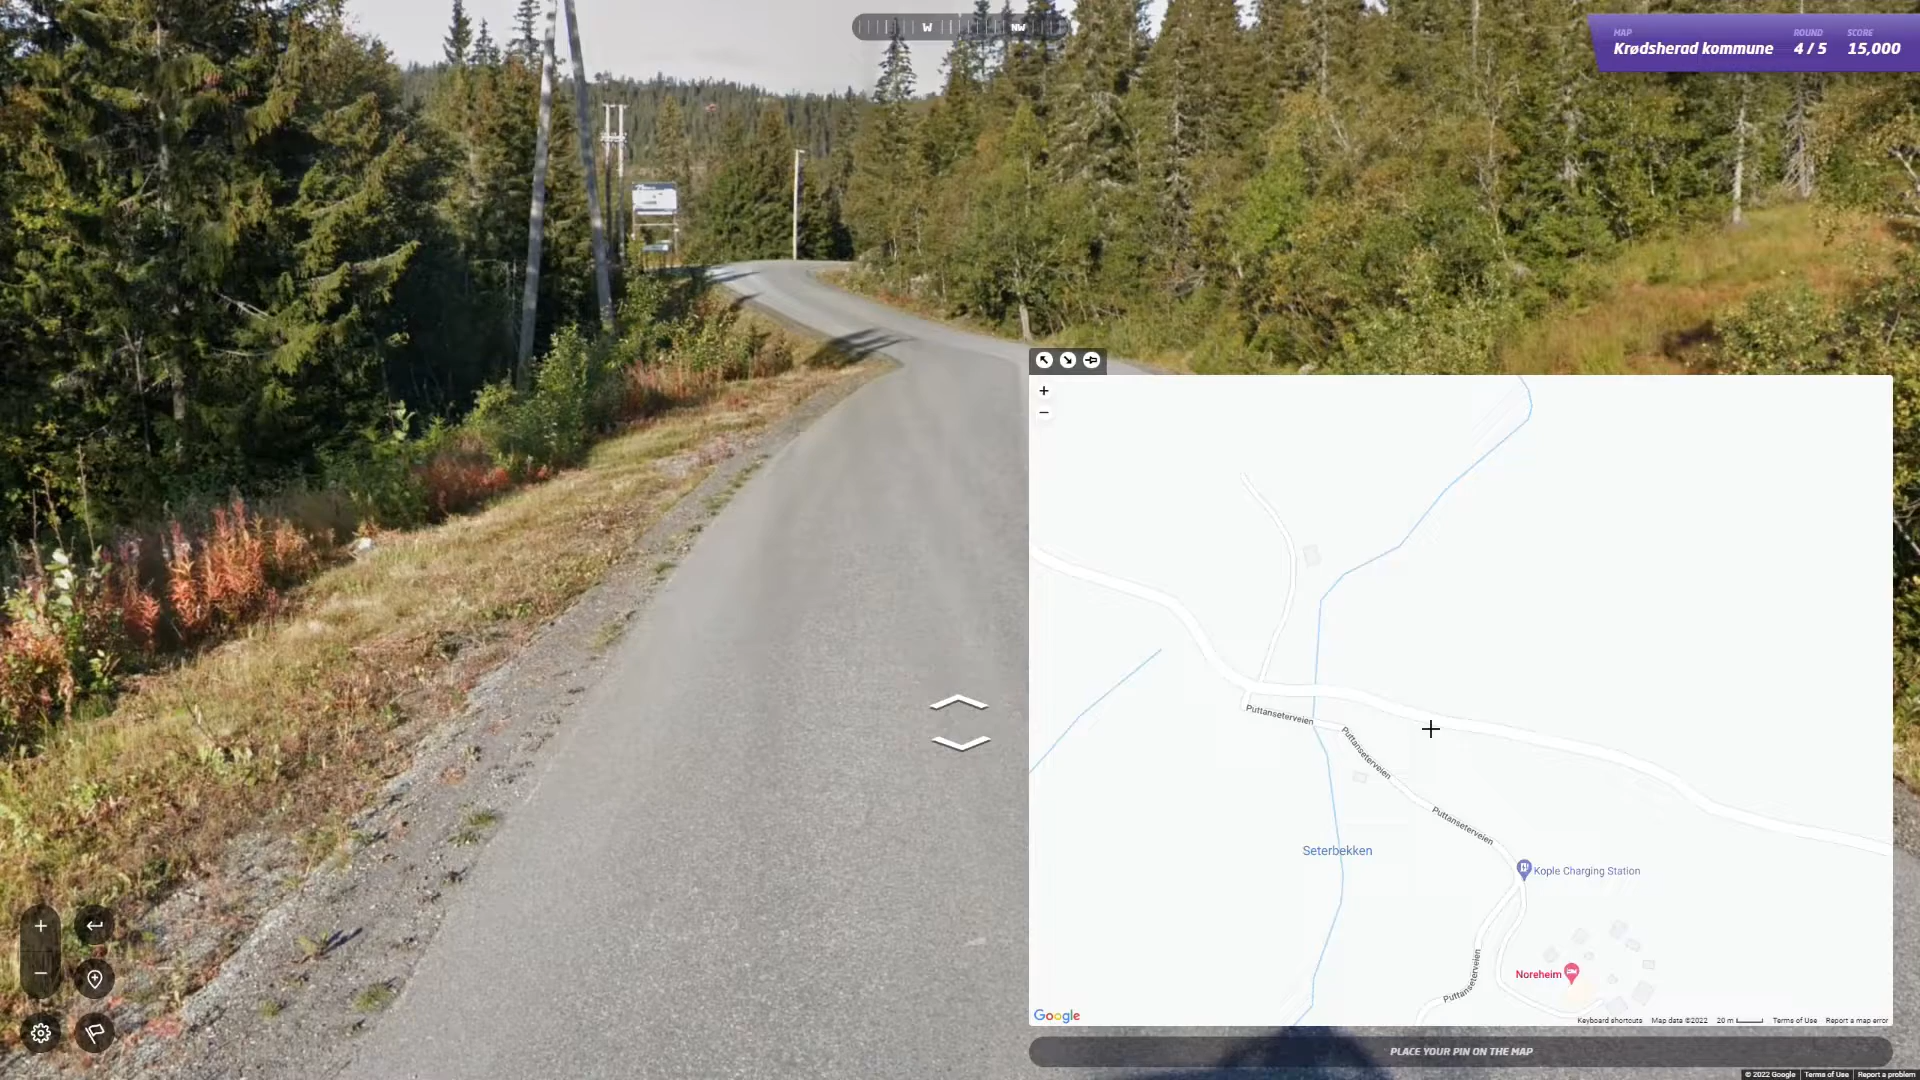 W
NW
MAP
Krødsherad kommune
ROUND
4 / 5
SCORE
15,000
Puttanseterveien
Puttanseterveien
Puttanseterveien
Seterbekken
Kople Charging Station
Noreheim
Puttanseterveien
Google
Keyboard shortcuts
Map data ©2022
20 m
Terms of Use
Report a map error
PLACE YOUR PIN ON THE MAP
© 2022 Google
Terms of Use
Report a problem